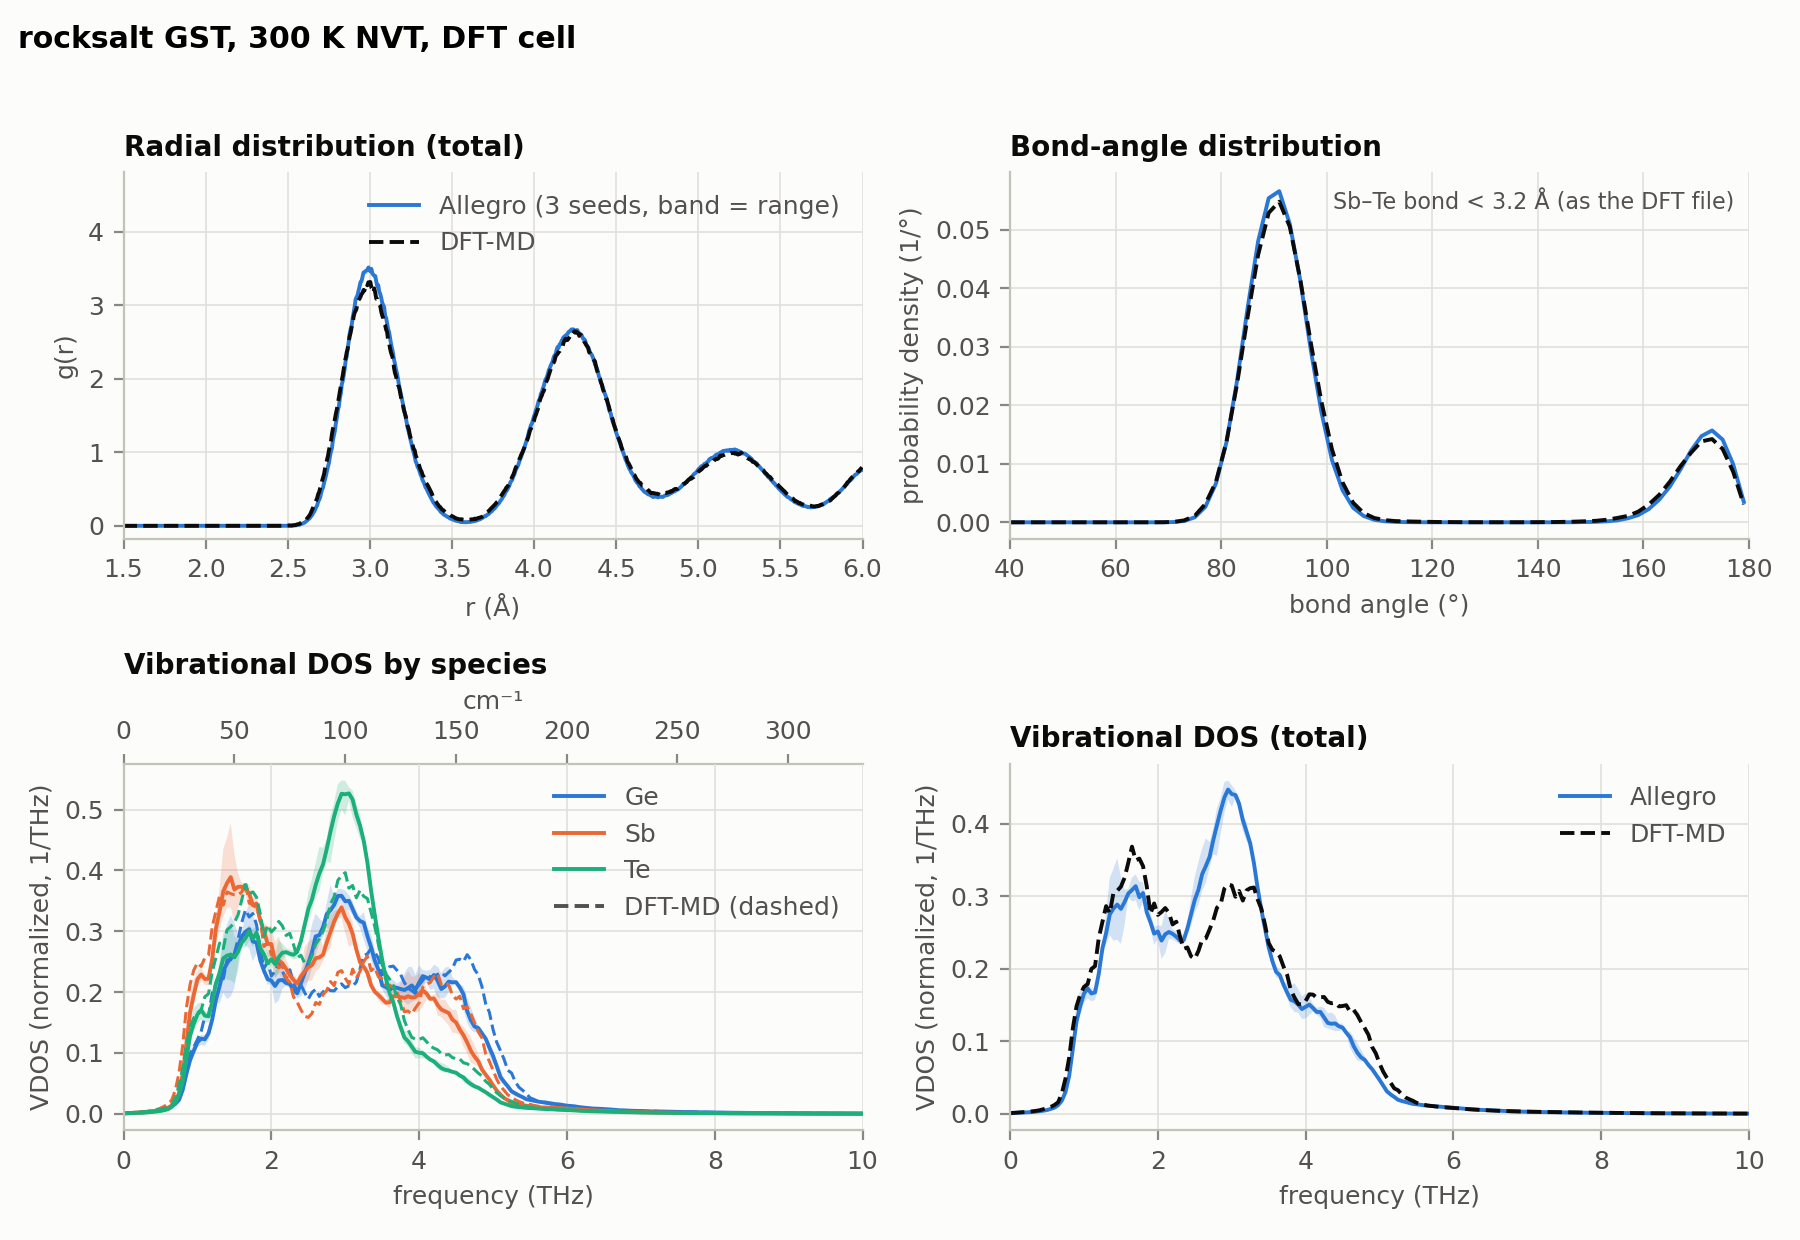 rocksalt GST, 300 K NVT, DFT cell
Radial distribution (total)
Allegro (3 seeds, band = range)
DFT-MD
g(r)
4
3
2
1
0
1.5 2.0 2.5 3.0 3.5 4.0 4.5 5.0 5.5 6.0
r (Å)
Bond-angle distribution
Sb–Te bond < 3.2 Å (as the DFT file)
probability density (1/°)
0.05
0.04
0.03
0.02
0.01
0.00
40 60 80 100 120 140 160 180
bond angle (°)
Vibrational DOS by species
cm⁻¹
0 50 100 150 200 250 300
Ge
Sb
Te
DFT-MD (dashed)
VDOS (normalized, 1/THz)
0.5
0.4
0.3
0.2
0.1
0.0
0 2 4 6 8 10
frequency (THz)
Vibrational DOS (total)
Allegro
DFT-MD
VDOS (normalized, 1/THz)
0.4
0.3
0.2
0.1
0.0
0 2 4 6 8 10
frequency (THz)